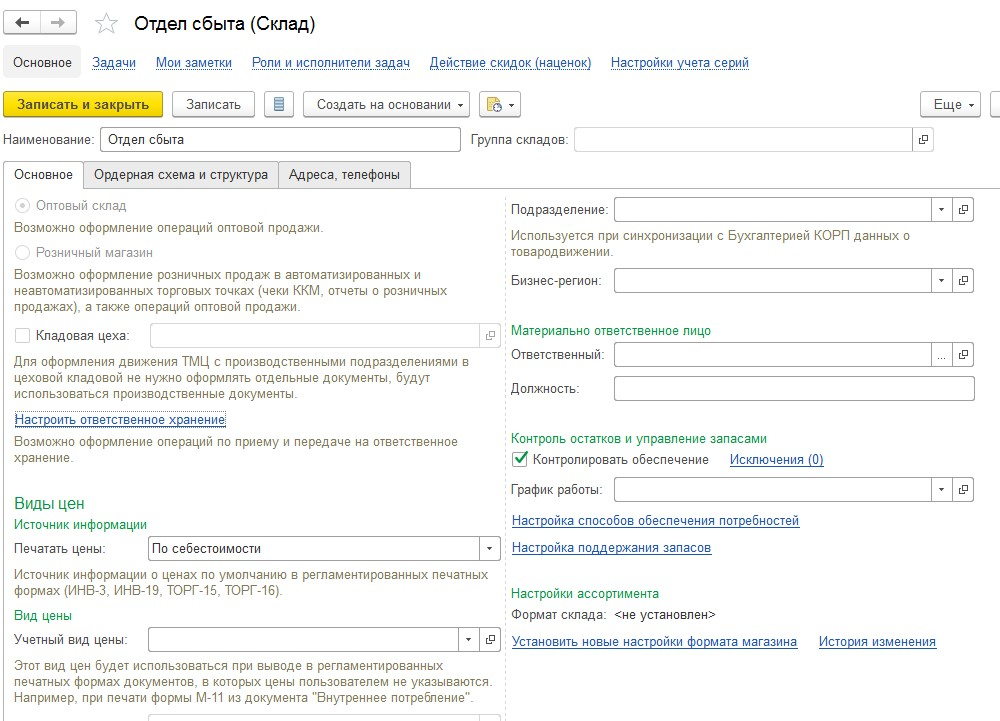 Отдел сбыта (Склад)
Основное Задачи Мои заметки Роли и исполнители задач Действие скидок (наценок) Настройки учета серий
Записать и закрыть Записать Создать на основании Еще
Наименование: Отдел сбыта Группа складов:
Основное Ордерная схема и структура Адреса, телефоны
Оптовый склад
Возможно оформление операций оптовой продажи.
Розничный магазин
Возможно оформление розничных продаж в автоматизированных и
неавтоматизированных торговых точках (чеки ККМ, отчеты о розничных
продажах), а также операций оптовой продажи.
Кладовая цеха:
Для оформления движения ТМЦ с производственными подразделениями в
цеховой кладовой не нужно оформлять отдельные документы, будут
использоваться производственные документы.
Настроить ответственное хранение
Возможно оформление операций по приему и передаче на ответственное
хранение.
Виды цен
Источник информации
Печатать цены: По себестоимости
Источник информации о ценах по умолчанию в регламентированных печатных
формах (ИНВ-3, ИНВ-19, ТОРГ-15, ТОРГ-16).
Вид цены
Учетный вид цены:
Этот вид цен будет использоваться при выводе в регламентированных
печатных формах документов, в которых цены пользователем не указываются.
Например, при печати формы М-11 из документа "Внутреннее потребление".
Подразделение:
Используется при синхронизации с Бухгалтерией КОРП данных о
товародвижении.
Бизнес-регион:
Материально ответственное лицо
Ответственный: ...
Должность:
Контроль остатков и управление запасами
Контролировать обеспечение Исключения (0)
График работы:
Настройка способов обеспечения потребностей
Настройка поддержания запасов
Настройки ассортимента
Формат склада: <не установлен>
Установить новые настройки формата магазина История изменения